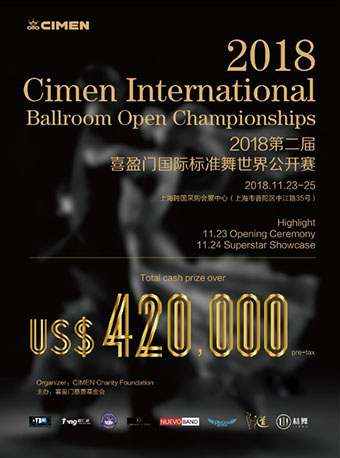 CIMEN
2018
Cimen International
Ballroom Open Championships
2018第二届
喜盈门国际标准舞世界公开赛
2018.11.23-25
上海跨国采购会展中心（上海市普陀区中江路35号）
Highlight
11.23 Opening Ceremony
11.24 Superstar Showcase
Total cash prize over
US$ 420,000
pre-tax
Organizer：CIMEN Charity Foundation
主办：喜盈门慈善基金会
NUEVO BAND